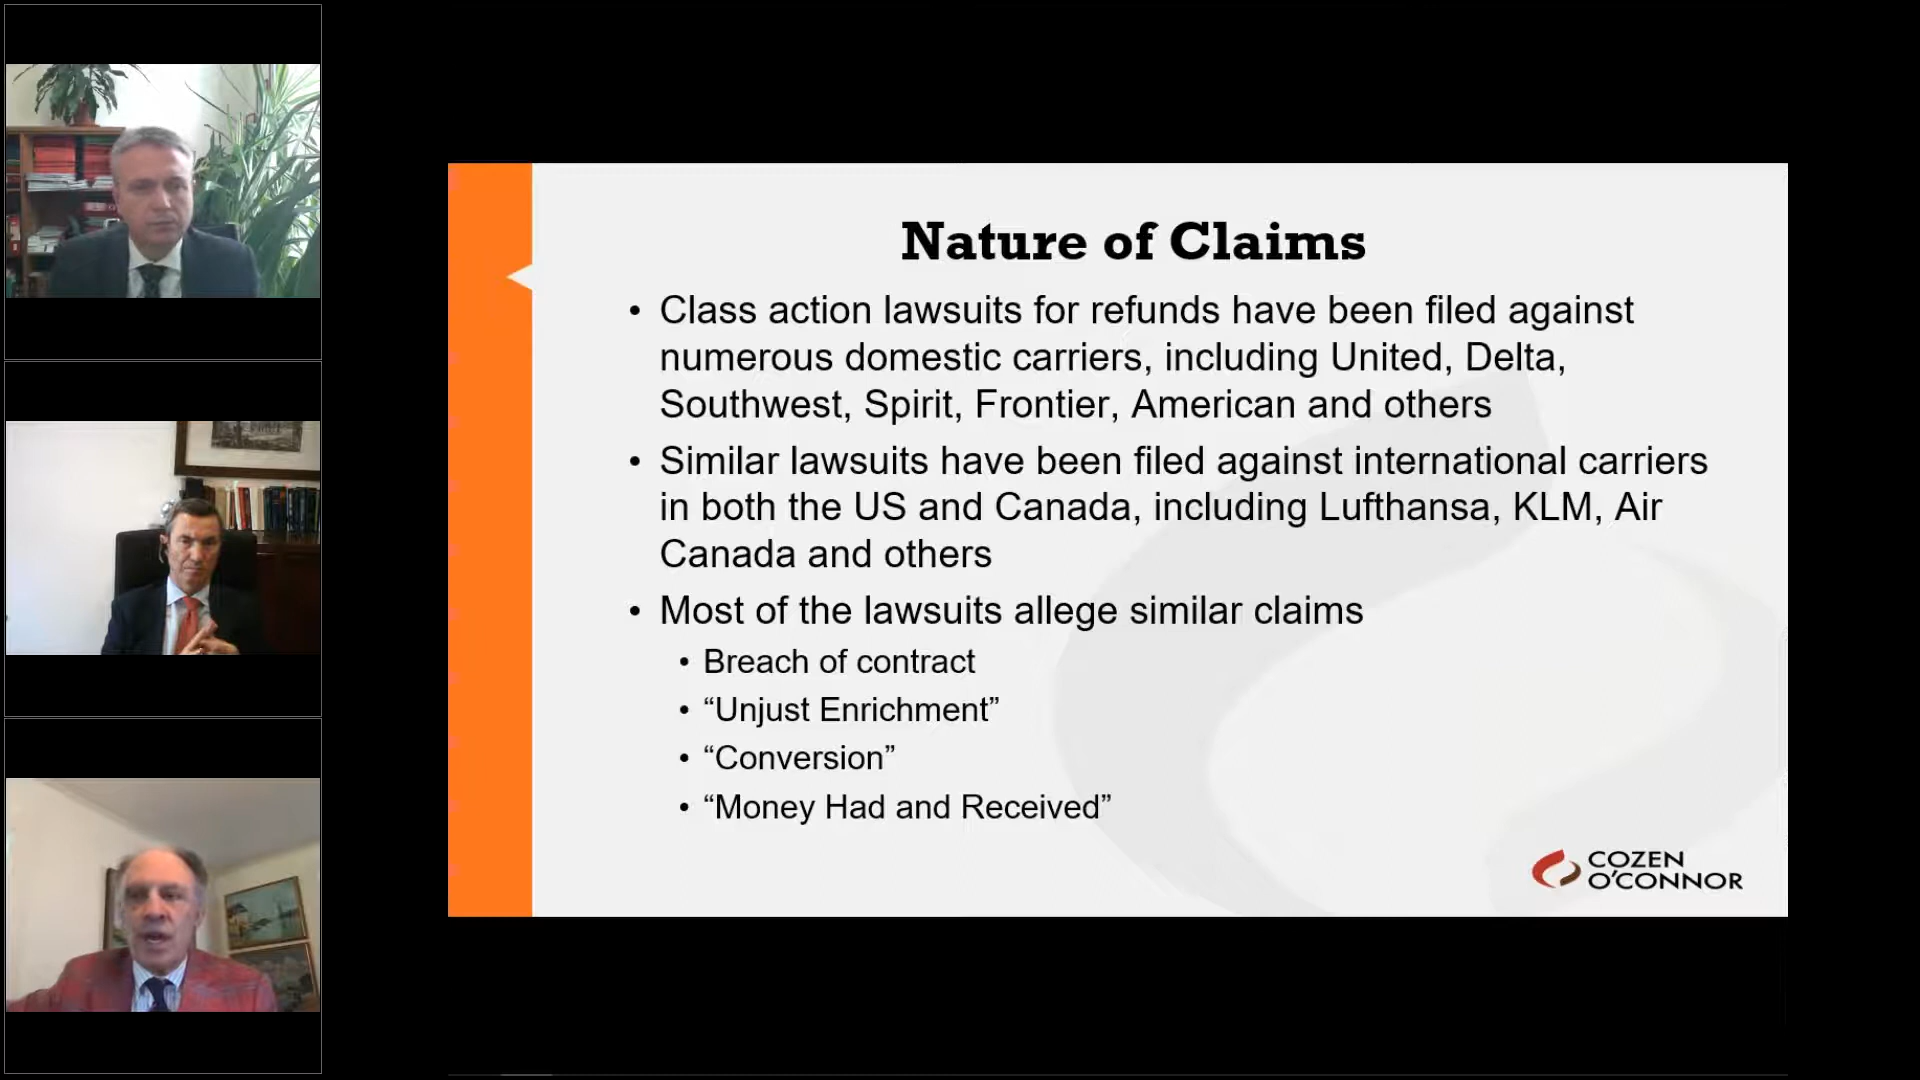 Nature of Claims
• Class action lawsuits for refunds have been filed against
numerous domestic carriers, including United, Delta,
Southwest, Spirit, Frontier, American and others
• Similar lawsuits have been filed against international carriers
in both the US and Canada, including Lufthansa, KLM, Air
Canada and others
• Most of the lawsuits allege similar claims
• Breach of contract
• “Unjust Enrichment”
• “Conversion”
• “Money Had and Received”
COZEN
O’CONNOR